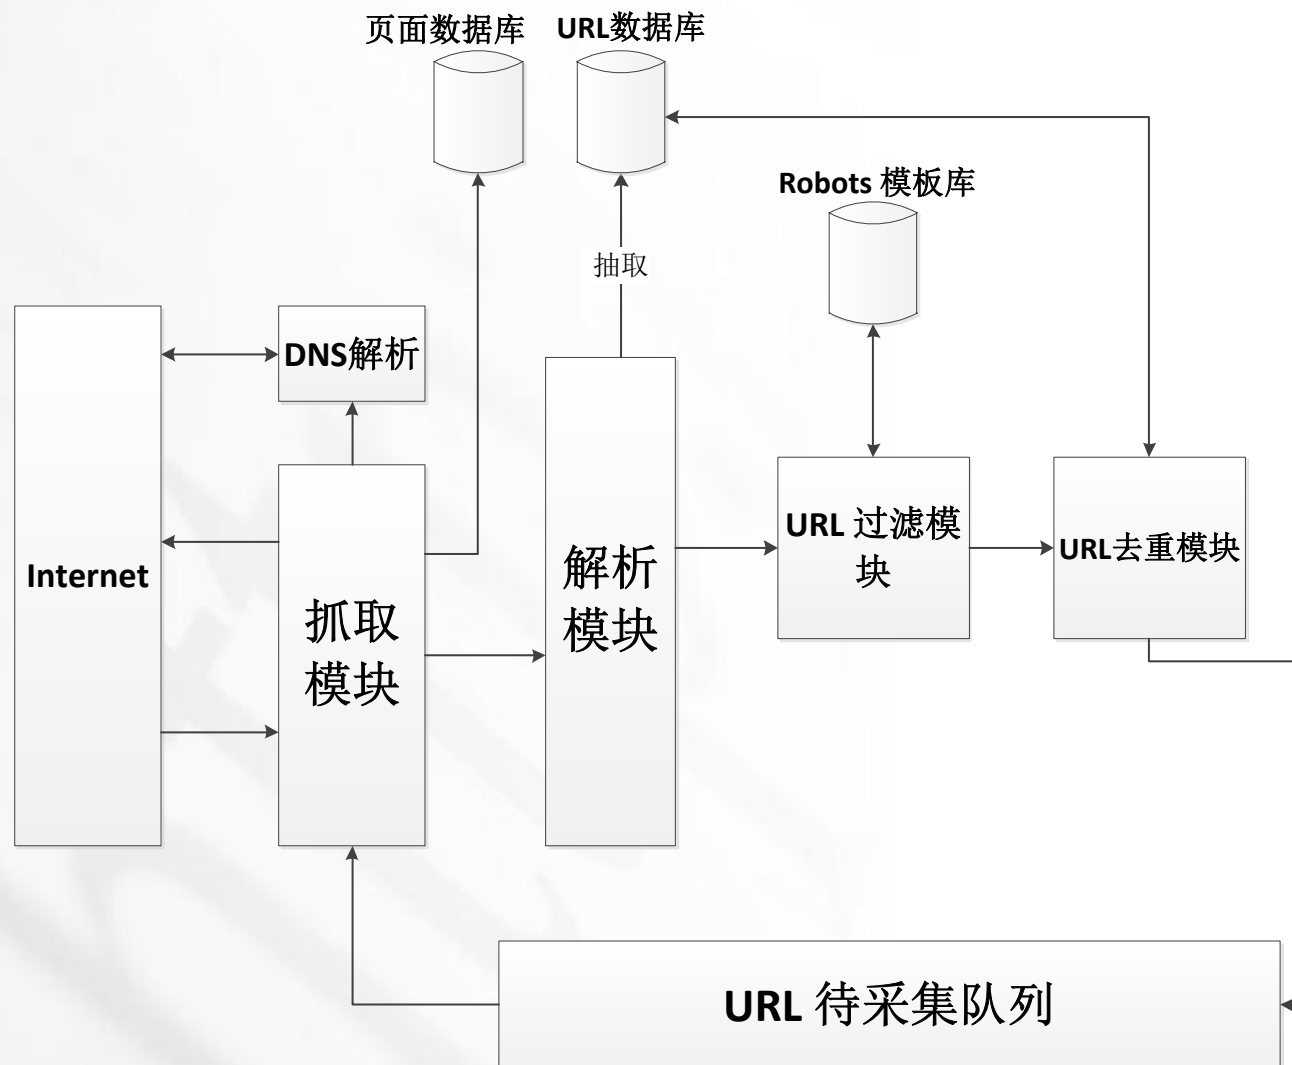 页面数据库
URL数据库
Robots 模板库
抽取
DNS解析
Internet
抓取
模块
解析
模块
URL 过滤模
块
URL去重模块
URL 待采集队列